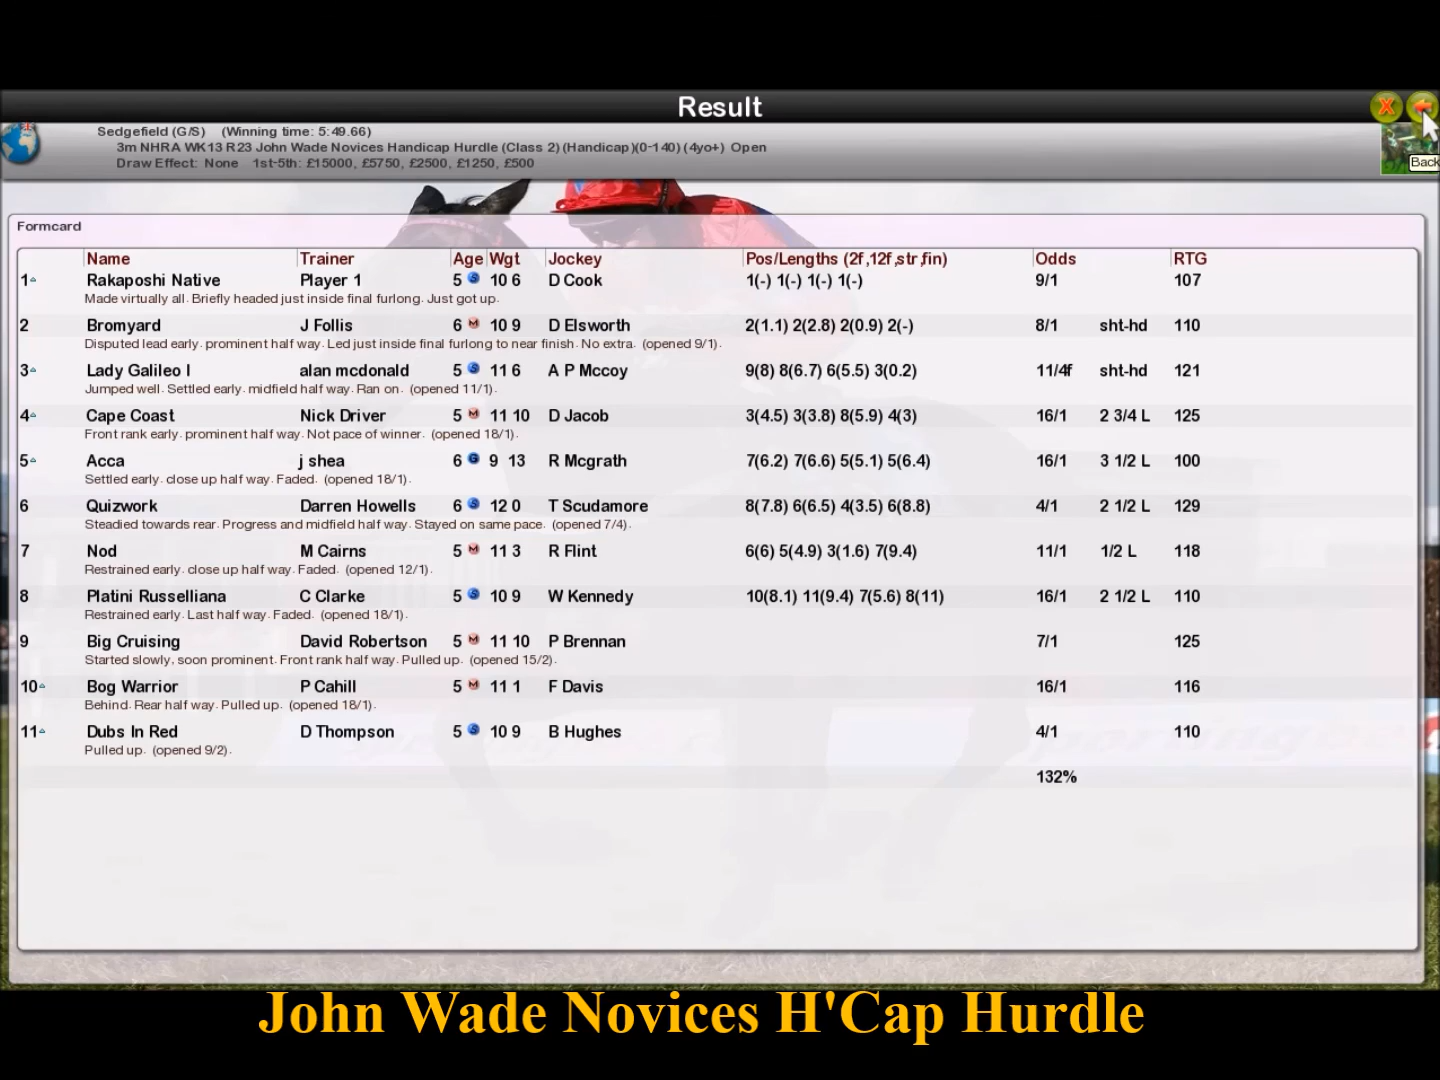 Result
Sedgefield (G/S) (Winning time: 5:49.66)
3m NHRA WK13 R23 John Wade Novices Handicap Hurdle (Class 2) (Handicap)(0-140) (4yo+) Open
Draw Effect: None 1st-5th: £15000, £5750, £2500, £1250, £500
Back
Formcard
Name Trainer Age Wgt Jockey Pos/Lengths (2f,12f,str,fin) Odds RTG
1 Rakaposhi Native Player 1 5 S 10 6 D Cook 1(-) 1(-) 1(-) 1(-) 9/1 107
Made virtually all. Briefly headed just inside final furlong. Just got up.
2 Bromyard J Follis 6 M 10 9 D Elsworth 2(1.1) 2(2.8) 2(0.9) 2(-) 8/1 sht-hd 110
Disputed lead early. prominent half way. Led just inside final furlong to near finish. No extra. (opened 9/1).
3 Lady Galileo I alan mcdonald 5 S 11 6 A P Mccoy 9(8) 8(6.7) 6(5.5) 3(0.2) 11/4f sht-hd 121
Jumped well. Settled early. midfield half way. Ran on. (opened 11/1).
4 Cape Coast Nick Driver 5 M 11 10 D Jacob 3(4.5) 3(3.8) 8(5.9) 4(3) 16/1 2 3/4 L 125
Front rank early. prominent half way. Not pace of winner. (opened 18/1).
5 Acca j shea 6 G 9 13 R Mcgrath 7(6.2) 7(6.6) 5(5.1) 5(6.4) 16/1 3 1/2 L 100
Settled early. close up half way. Faded. (opened 18/1).
6 Quizwork Darren Howells 6 S 12 0 T Scudamore 8(7.8) 6(6.5) 4(3.5) 6(8.8) 4/1 2 1/2 L 129
Steadied towards rear. Progress and midfield half way. Stayed on same pace. (opened 7/4).
7 Nod M Cairns 5 M 11 3 R Flint 6(6) 5(4.9) 3(1.6) 7(9.4) 11/1 1/2 L 118
Restrained early. close up half way. Faded. (opened 12/1).
8 Platini Russelliana C Clarke 5 S 10 9 W Kennedy 10(8.1) 11(9.4) 7(5.6) 8(11) 16/1 2 1/2 L 110
Restrained early. Last half way. Faded. (opened 18/1).
9 Big Cruising David Robertson 5 M 11 10 P Brennan 7/1 125
Started slowly, soon prominent. Front rank half way. Pulled up. (opened 15/2).
10 Bog Warrior P Cahill 5 M 11 1 F Davis 16/1 116
Behind. Rear half way. Pulled up. (opened 18/1).
11 Dubs In Red D Thompson 5 S 10 9 B Hughes 4/1 110
Pulled up. (opened 9/2).
132%
John Wade Novices H'Cap Hurdle